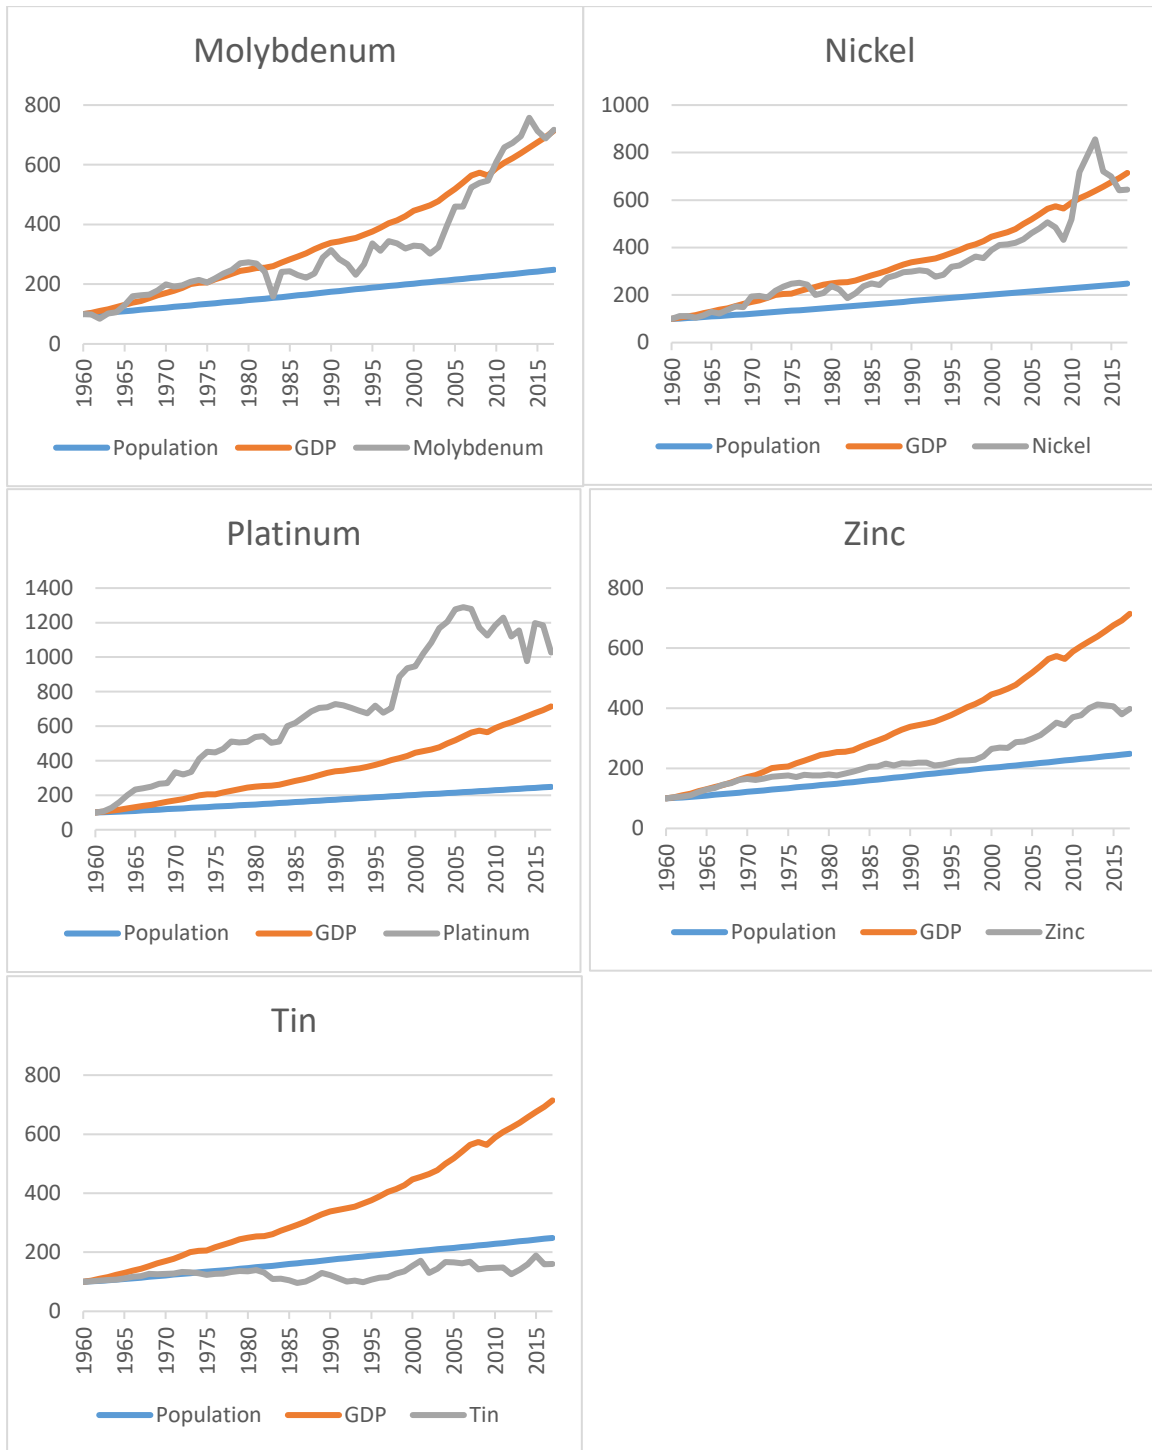 Molybdenum
800
600
400
200
0
1960 1965 1970 1975 1980 1985 1990 1995 2000 2005 2010 2015
Population GDP Molybdenum
Nickel
1000
800
600
400
200
0
1960 1965 1970 1975 1980 1985 1990 1995 2000 2005 2010 2015
Population GDP Nickel
Platinum
1400
1200
1000
800
600
400
200
0
1960 1965 1970 1975 1980 1985 1990 1995 2000 2005 2010 2015
Population GDP Platinum
Zinc
800
600
400
200
0
1960 1965 1970 1975 1980 1985 1990 1995 2000 2005 2010 2015
Population GDP Zinc
Tin
800
600
400
200
0
1960 1965 1970 1975 1980 1985 1990 1995 2000 2005 2010 2015
Population GDP Tin